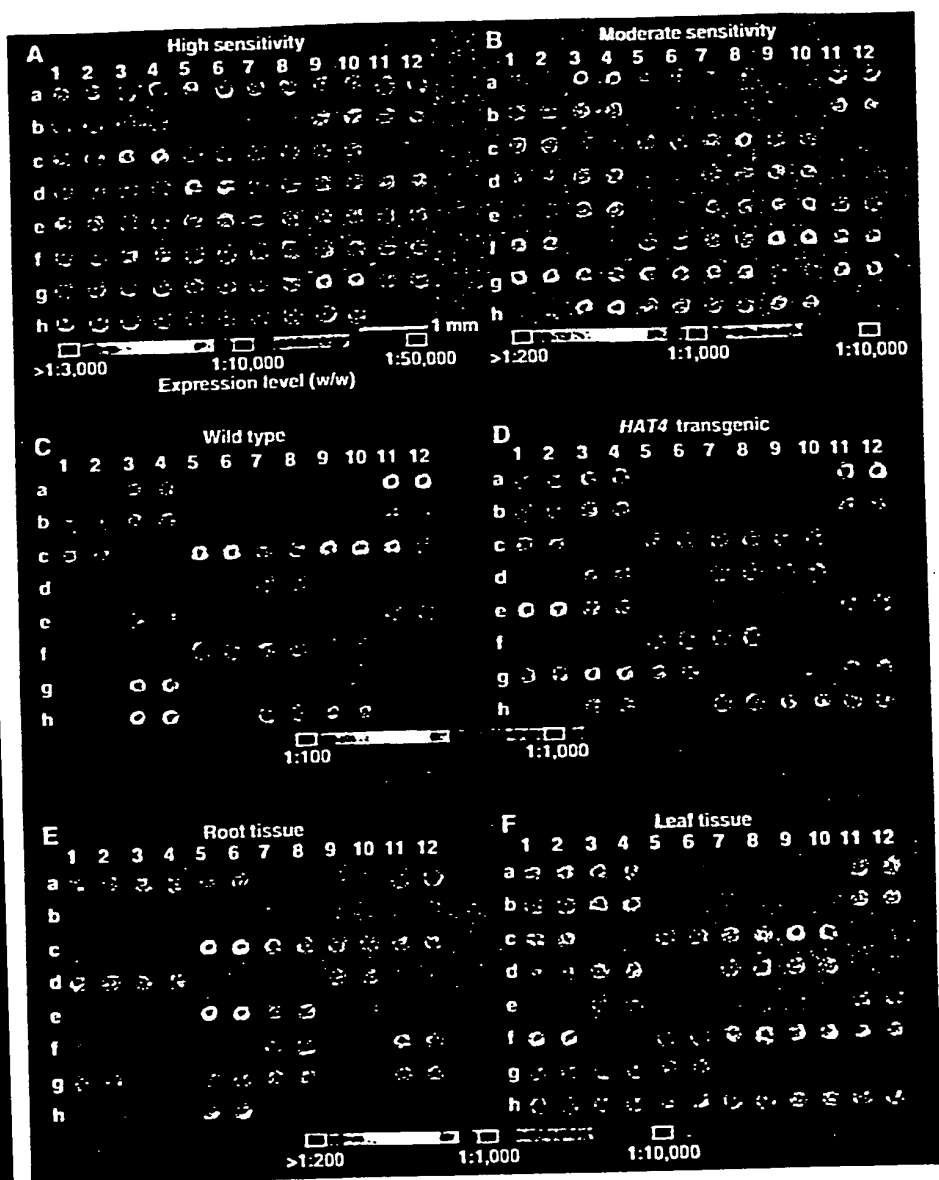 A
High sensitivity
1 2 3 4 5 6 7 8 9 10 11 12
a
b
c
d
e
f
g
h
1 mm
>1:3,000 1:10,000 1:50,000
Expression level (w/w)
B
Moderate sensitivity
1 2 3 4 5 6 7 8 9 10 11 12
a
b
c
d
e
f
g
h
>1:200 1:1,000 1:10,000
C
Wild type
1 2 3 4 5 6 7 8 9 10 11 12
a
b
c
d
e
f
g
h
D
HAT4 transgenic
1 2 3 4 5 6 7 8 9 10 11 12
a
b
c
d
e
f
g
h
1:100 1:1,000
E
Root tissue
1 2 3 4 5 6 7 8 9 10 11 12
a
b
c
d
e
f
g
h
F
Leaf tissue
1 2 3 4 5 6 7 8 9 10 11 12
a
b
c
d
e
f
g
h
>1:200 1:1,000 1:10,000